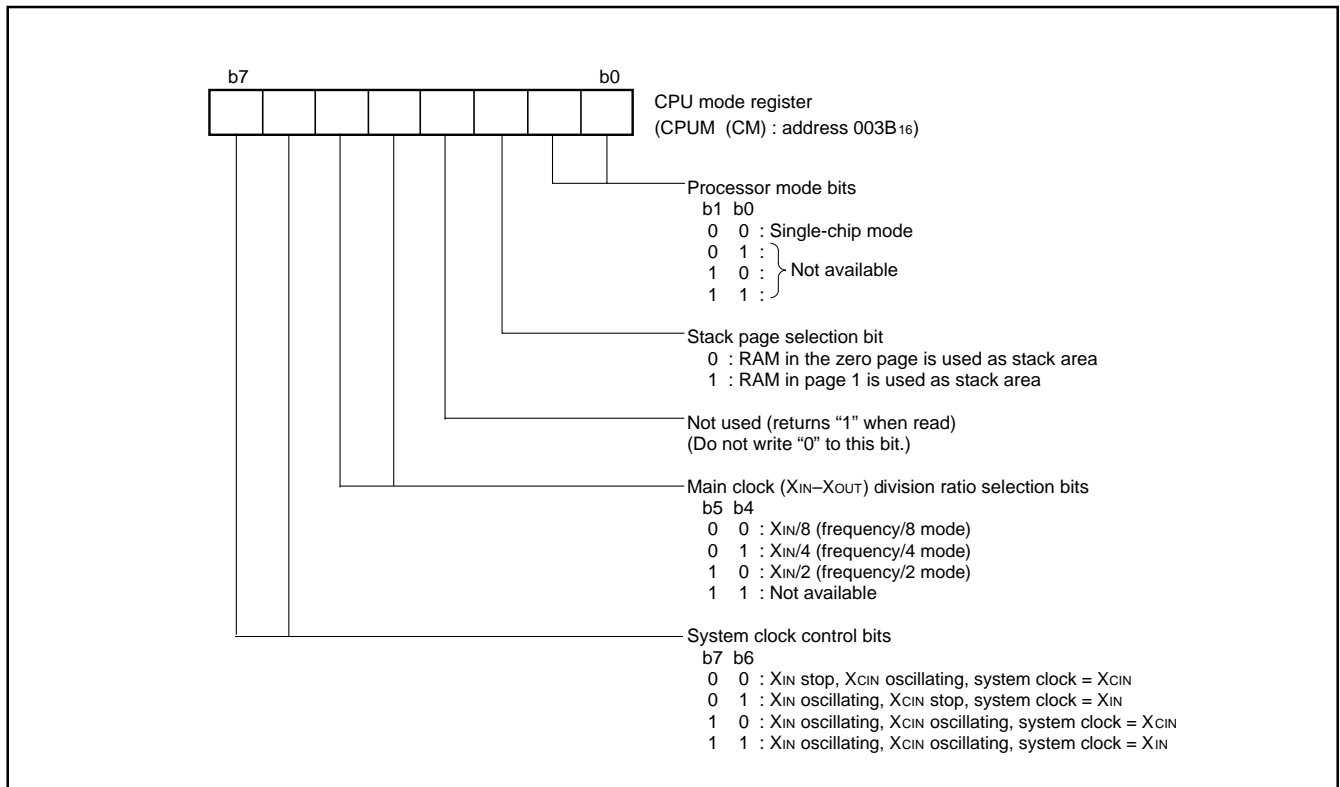 b7 b0
CPU mode register
(CPUM (CM) : address 003B16)
Processor mode bits
b1 b0
0 0 : Single-chip mode
0 1 :
1 0 : Not available
1 1 :
Stack page selection bit
0 : RAM in the zero page is used as stack area
1 : RAM in page 1 is used as stack area
Not used (returns “1” when read)
(Do not write “0” to this bit.)
Main clock (XIN–XOUT) division ratio selection bits
b5 b4
0 0 : XIN/8 (frequency/8 mode)
0 1 : XIN/4 (frequency/4 mode)
1 0 : XIN/2 (frequency/2 mode)
1 1 : Not available
System clock control bits
b7 b6
0 0 : XIN stop, XCIN oscillating, system clock = XCIN
0 1 : XIN oscillating, XCIN stop, system clock = XIN
1 0 : XIN oscillating, XCIN oscillating, system clock = XCIN
1 1 : XIN oscillating, XCIN oscillating, system clock = XIN